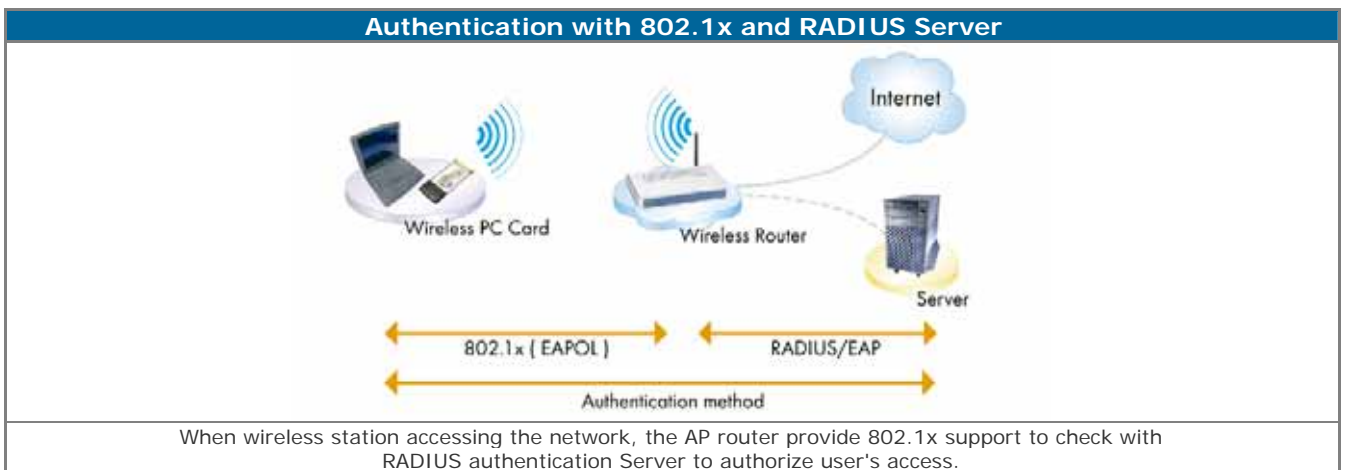 Authentication with 802.1x and RADIUS Server
Internet
Wireless PC Card
Wireless Router
Server
802.1x ( EAPOL )
RADIUS/EAP
Authentication method
When wireless station accessing the network, the AP router provide 802.1x support to check with
RADIUS authentication Server to authorize user's access.